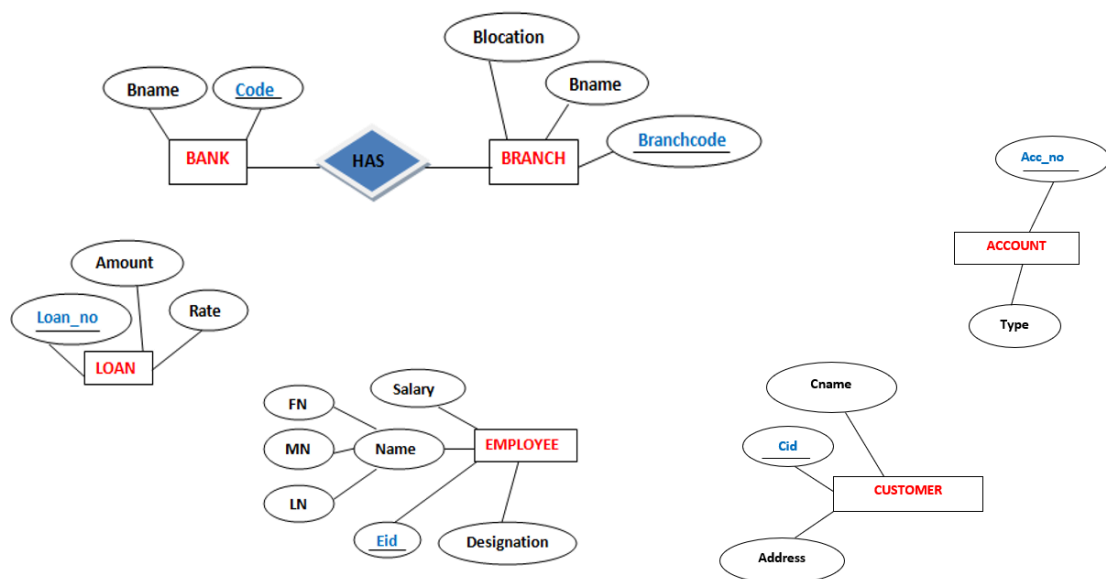 Blocation
Bname
Code
Bname
Branchcode
BANK
HAS
BRANCH
Acc_no
ACCOUNT
Type
Amount
Loan_no
Rate
LOAN
Salary
FN
MN
Name
EMPLOYEE
LN
Eid
Designation
Cname
Cid
CUSTOMER
Address